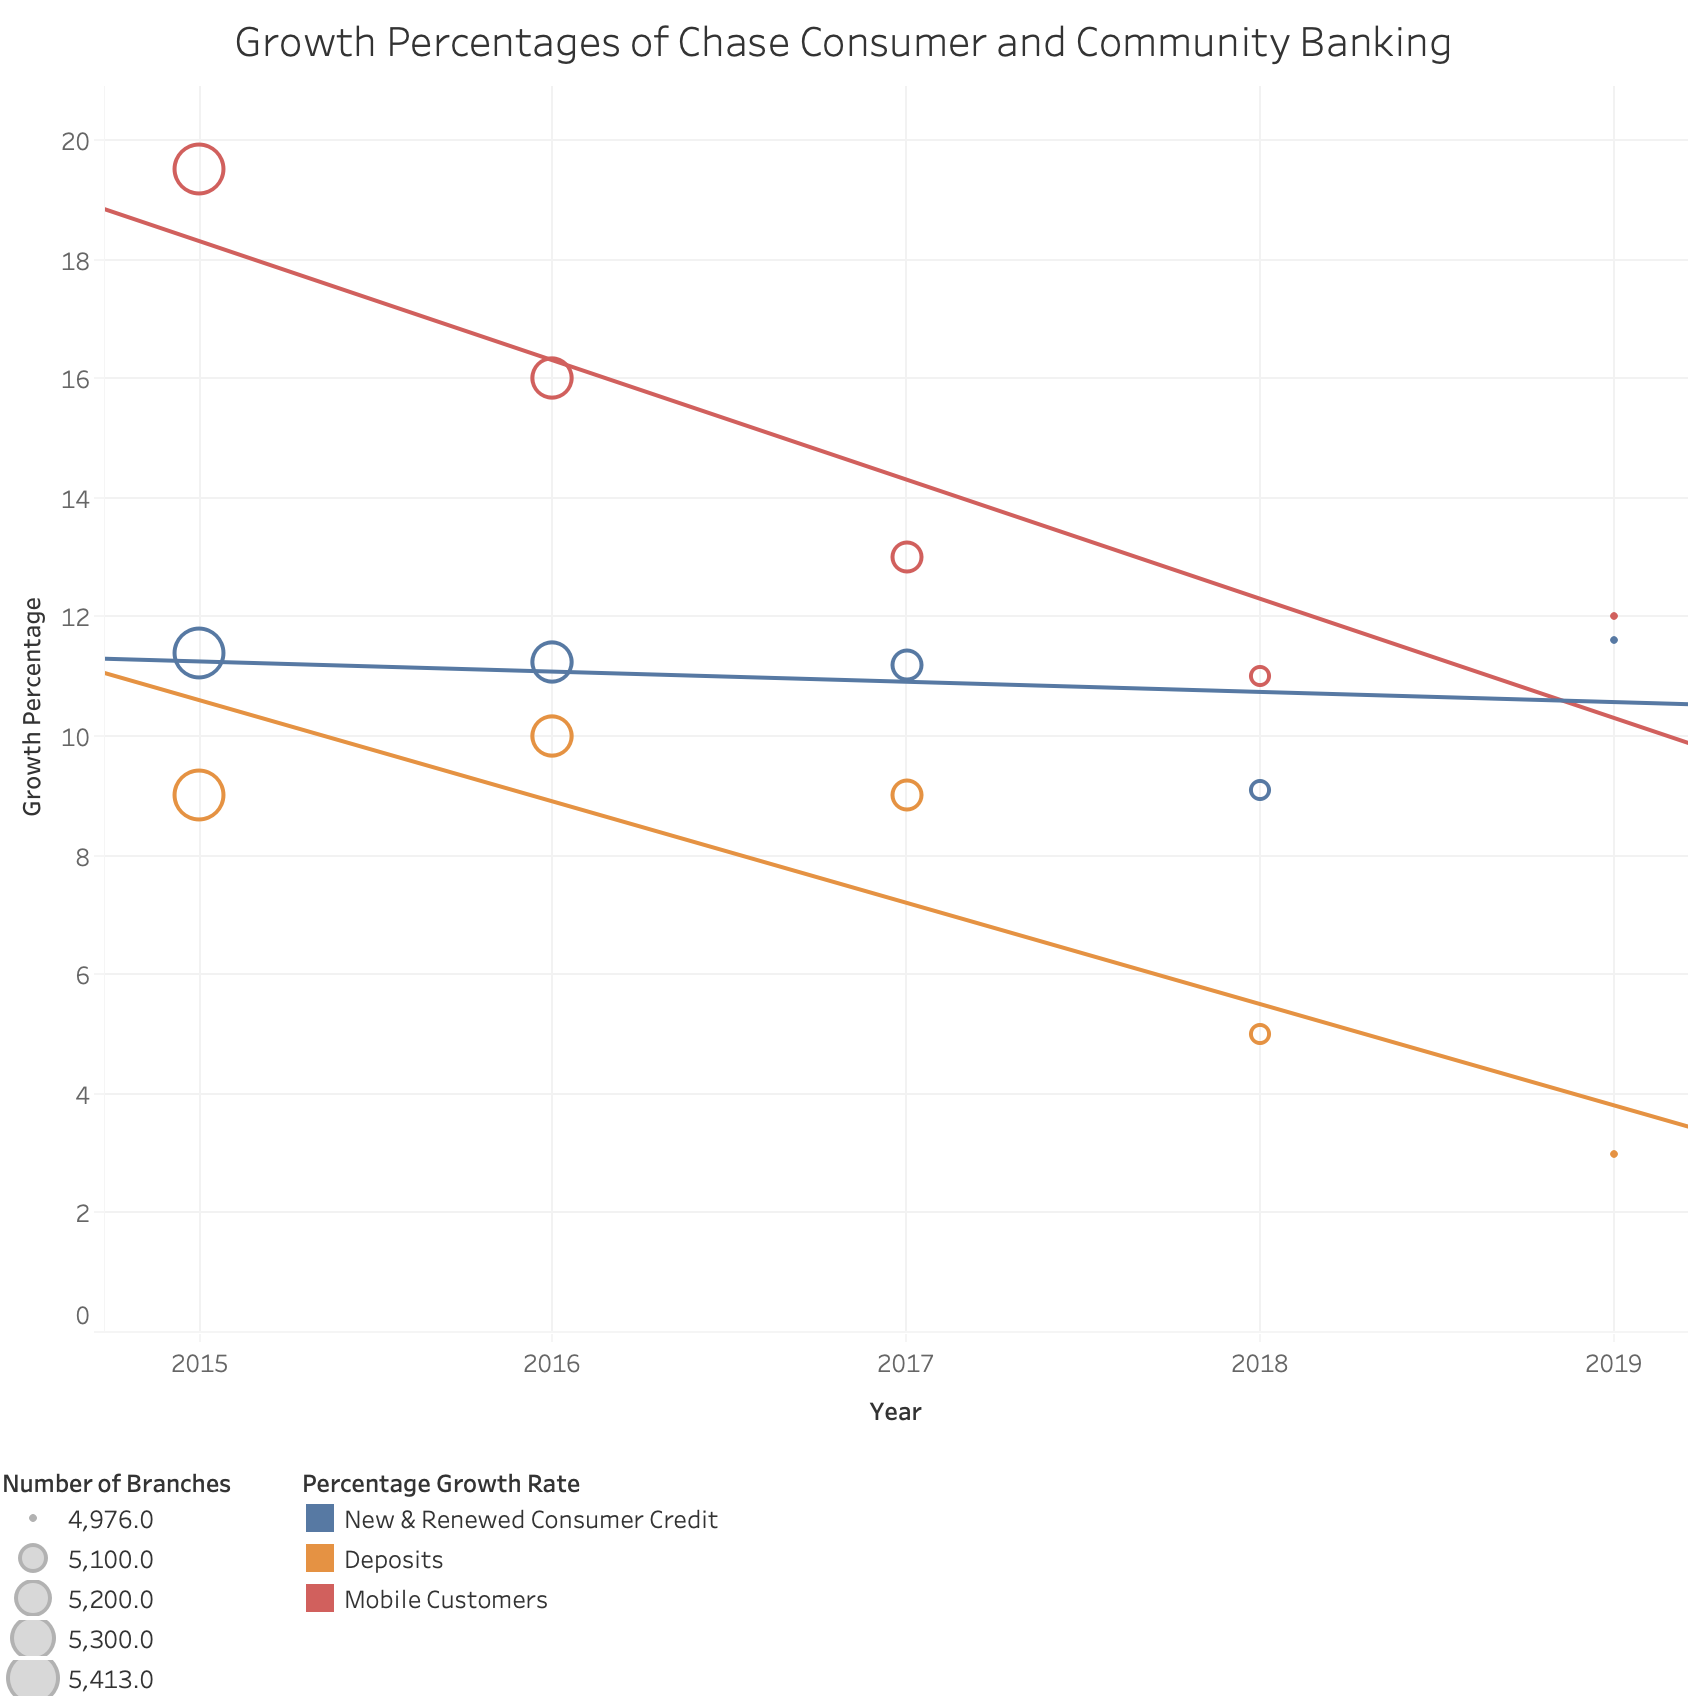 Growth Percentages of Chase Consumer and Community Banking
20
18
16
14
12
10
8
6
4
2
0
Growth Percentage
2015 2016 2017 2018 2019
Year
Number of Branches
4,976.0
5,100.0
5,200.0
5,300.0
5,413.0
Percentage Growth Rate
New & Renewed Consumer Credit
Deposits
Mobile Customers